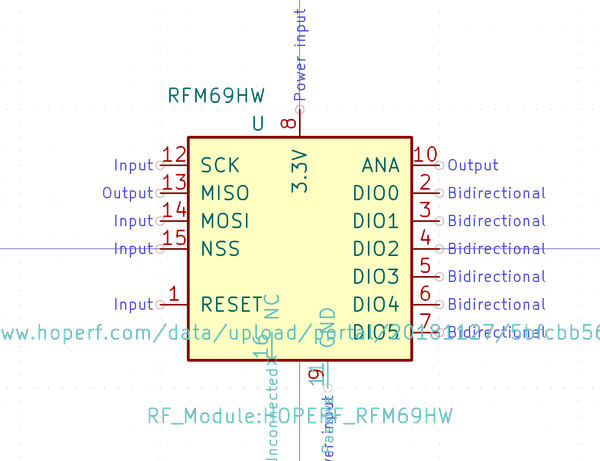 Power input
RFM69HW
U
8
3.3V
Input 12 SCK ANA 10 Output
Output 13 MISO DIO0 2 Bidirectional
Input 14 MOSI DIO1 3 Bidirectional
Input 15 NSS DIO2 4 Bidirectional
DIO3 5 Bidirectional
Input 1 RESET DIO4 6 Bidirectional
DIO5 7 Bidirectional
NC
GND
16
9
11
Unconnected
RF_Module:HOPERF_RFM69HW